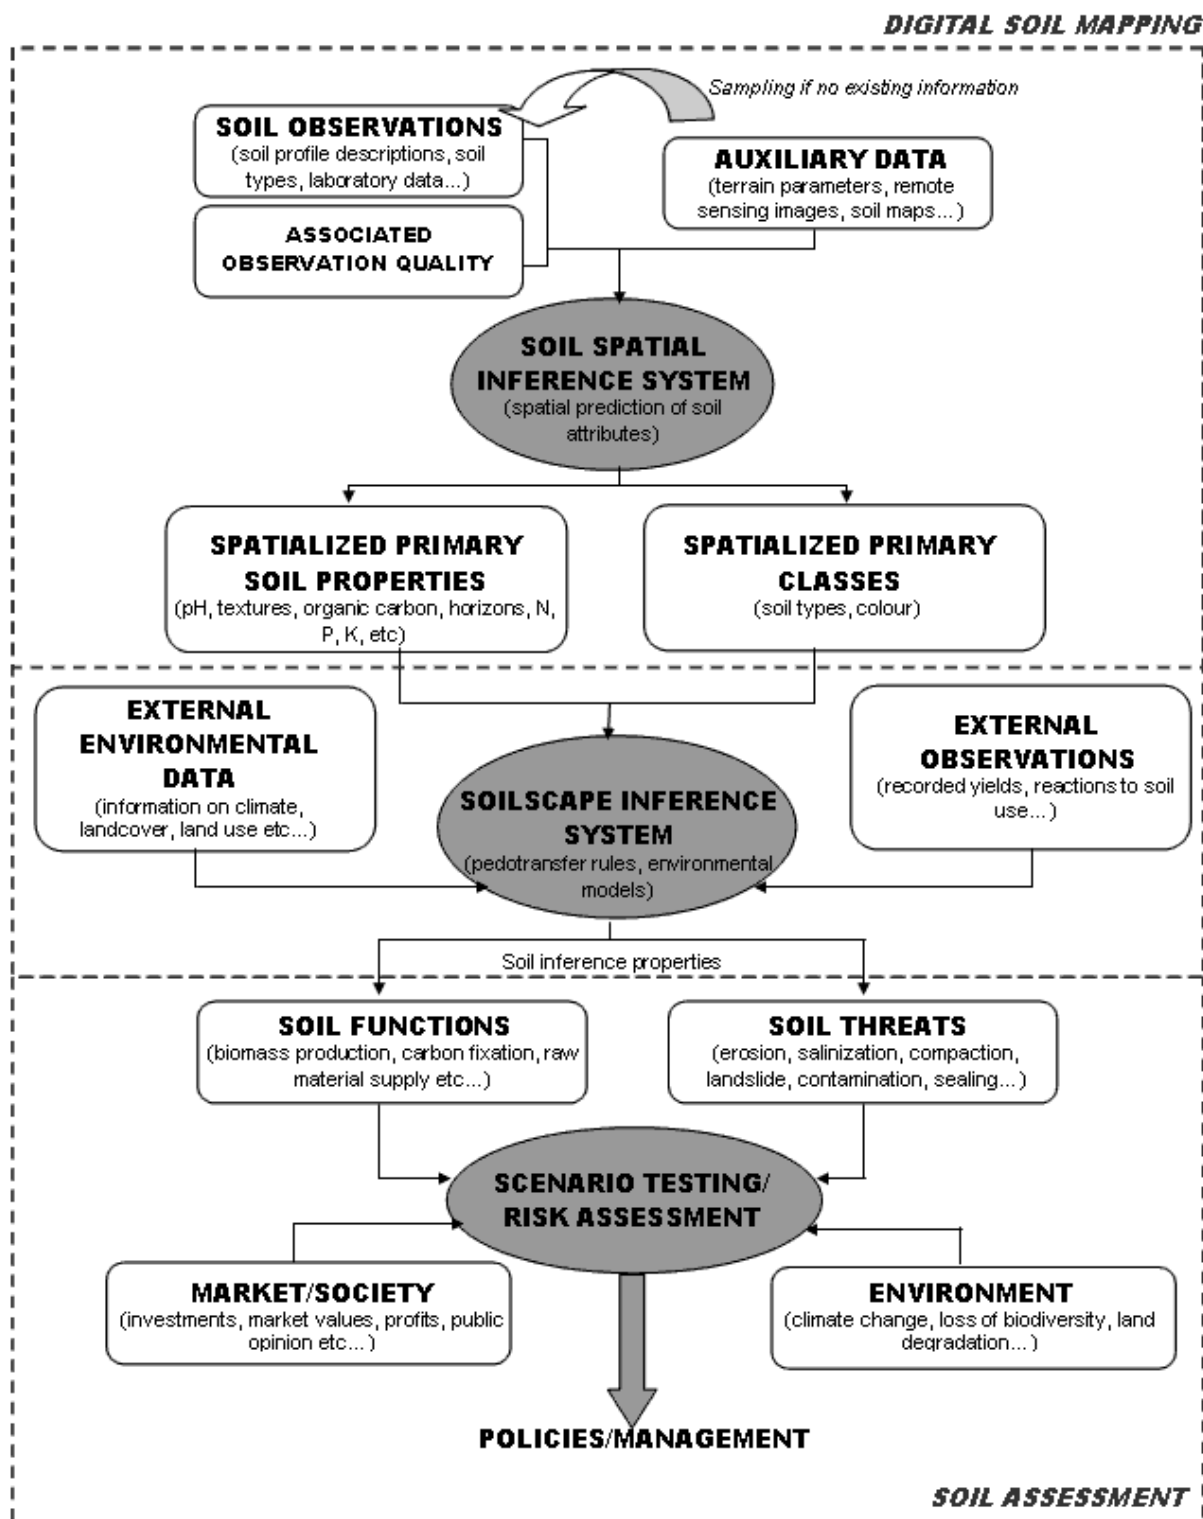 DIGITAL SOIL MAPPING
Sampling if no existing information
SOIL OBSERVATIONS
(soil profile descriptions, soil
types, laboratory data...)
AUXILIARY DATA
(terrain parameters, remote
sensing images, soil maps...)
ASSOCIATED
OBSERVATION QUALITY
SOIL SPATIAL
INFERENCE SYSTEM
(spatial prediction of soil
attributes)
SPATIALIZED PRIMARY
SOIL PROPERTIES
(pH, textures, organic carbon, horizons, N,
P, K, etc)
SPATIALIZED PRIMARY
CLASSES
(soil types, colour)
EXTERNAL
ENVIRONMENTAL
DATA
(information on climate,
landcover, land use etc...)
EXTERNAL
OBSERVATIONS
(recorded yields, reactions to soil
use...)
SOILSCAPE INFERENCE
SYSTEM
(pedotransfer rules, environmental
models)
Soil inference properties
SOIL FUNCTIONS
(biomass production, carbon fixation, raw
material supply etc...)
SOIL THREATS
(erosion, salinization, compaction,
landslide, contamination, sealing...)
SCENARIO TESTING/
RISK ASSESSMENT
MARKET/SOCIETY
(investments, market values, profits, public
opinion etc...)
ENVIRONMENT
(climate change, loss of biodiversity, land
degradation...)
POLICIES/MANAGEMENT
SOIL ASSESSMENT